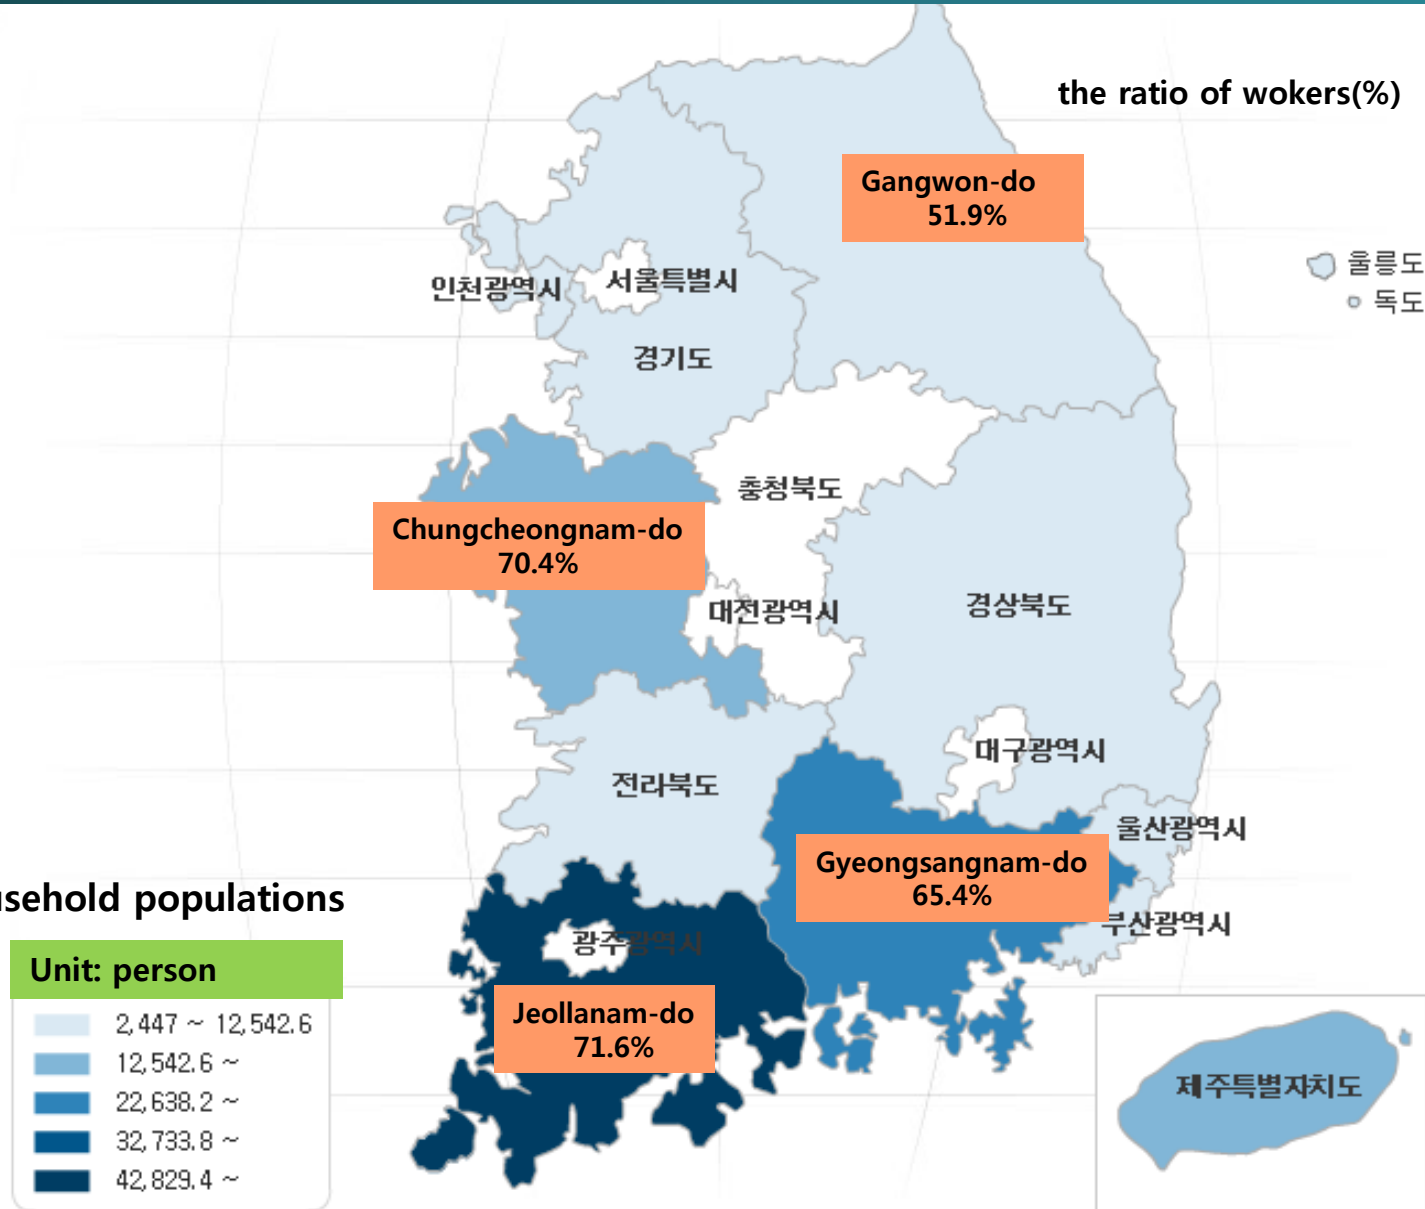 the ratio of wokers(%)
Gangwon-do
51.9%
울릉도
독도
인천광역시
서울특별시
경기도
충청북도
Chungcheongnam-do
70.4%
대전광역시
경상북도
대구광역시
전라북도
울산광역시
Gyeongsangnam-do
65.4%
부산광역시
광주광역시
Jeollanam-do
71.6%
제주특별자치도
usehold populations
Unit: person
2,447 ~ 12,542.6
12,542.6 ~
22,638.2 ~
32,733.8 ~
42,829.4 ~